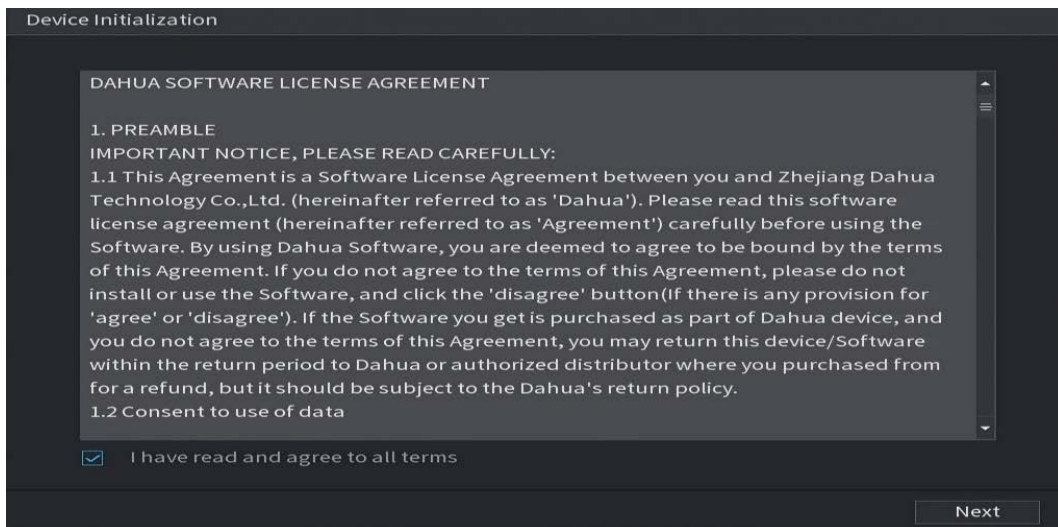 Device Initialization
DAHUA SOFTWARE LICENSE AGREEMENT
1. PREAMBLE
IMPORTANT NOTICE, PLEASE READ CAREFULLY:
1.1 This Agreement is a Software License Agreement between you and Zhejiang Dahua
Technology Co.,Ltd. (hereinafter referred to as 'Dahua'). Please read this software
license agreement (hereinafter referred to as 'Agreement') carefully before using the
Software. By using Dahua Software, you are deemed to agree to be bound by the terms
of this Agreement. If you do not agree to the terms of this Agreement, please do not
install or use the Software, and click the 'disagree' button(If there is any provision for
'agree' or 'disagree'). If the Software you get is purchased as part of Dahua device, and
you do not agree to the terms of this Agreement, you may return this device/Software
within the return period to Dahua or authorized distributor where you purchased from
for a refund, but it should be subject to the Dahua's return policy.
1.2 Consent to use of data
I have read and agree to all terms
Next